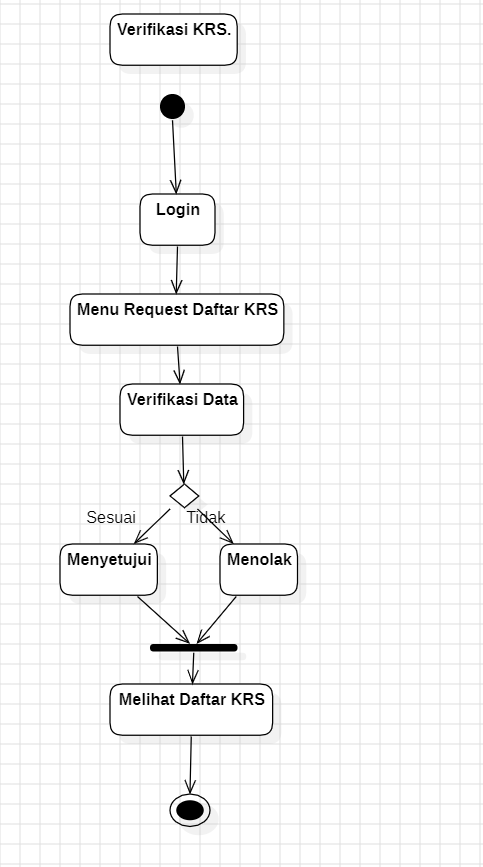 Verifikasi KRS.
Login
Menu Request Daftar KRS
Verifikasi Data
Sesuai
Tidak
Menyetujui
Menolak
Melihat Daftar KRS